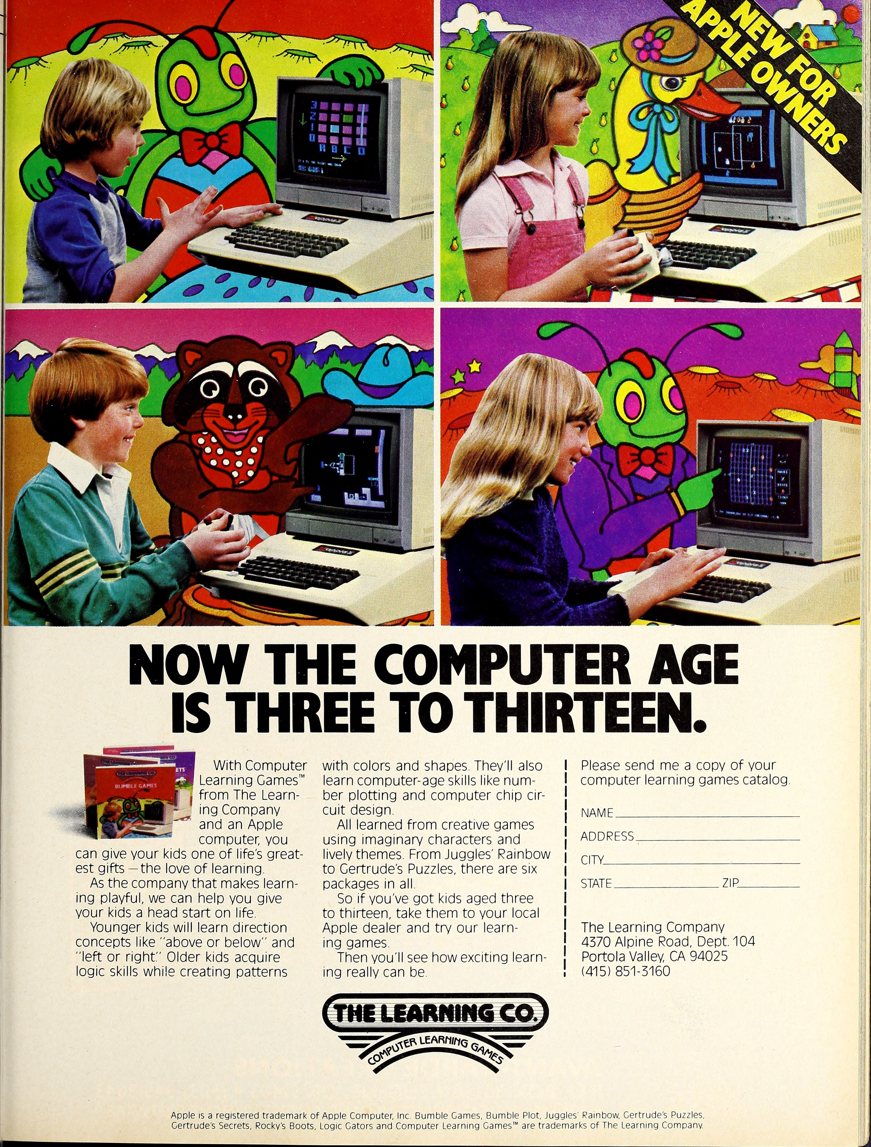 NEW FOR
APPLE OWNERS
NOW THE COMPUTER AGE
IS THREE TO THIRTEEN.
BUMBLE GAMES
With Computer
Learning Games™
from The Learn-
ing Company
and an Apple
computer, you
can give your kids one of life's great-
est gifts — the love of learning.
As the company that makes learn-
ing playful, we can help you give
your kids a head start on life.
Younger kids will learn direction
concepts like "above or below" and
"left or right." Older kids acquire
logic skills while creating patterns
with colors and shapes. They'll also
learn computer-age skills like num-
ber plotting and computer chip cir-
cuit design.
All learned from creative games
using imaginary characters and
lively themes. From Juggles' Rainbow
to Gertrude's Puzzles, there are six
packages in all.
So if you've got kids aged three
to thirteen, take them to your local
Apple dealer and try our learn-
ing games.
Then you'll see how exciting learn-
ing really can be.
Please send me a copy of your
computer learning games catalog.
NAME
ADDRESS
CITY
STATE ZIP
The Learning Company
4370 Alpine Road, Dept. 104
Portola Valley, CA 94025
(415) 851-3160
THE LEARNING CO.
COMPUTER LEARNING GAMES
Apple is a registered trademark of Apple Computer, Inc. Bumble Games, Bumble Plot, Juggles' Rainbow, Gertrude's Puzzles,
Gertrude's Secrets, Rocky's Boots, Logic Gators and Computer Learning Games™ are trademarks of The Learning Company.